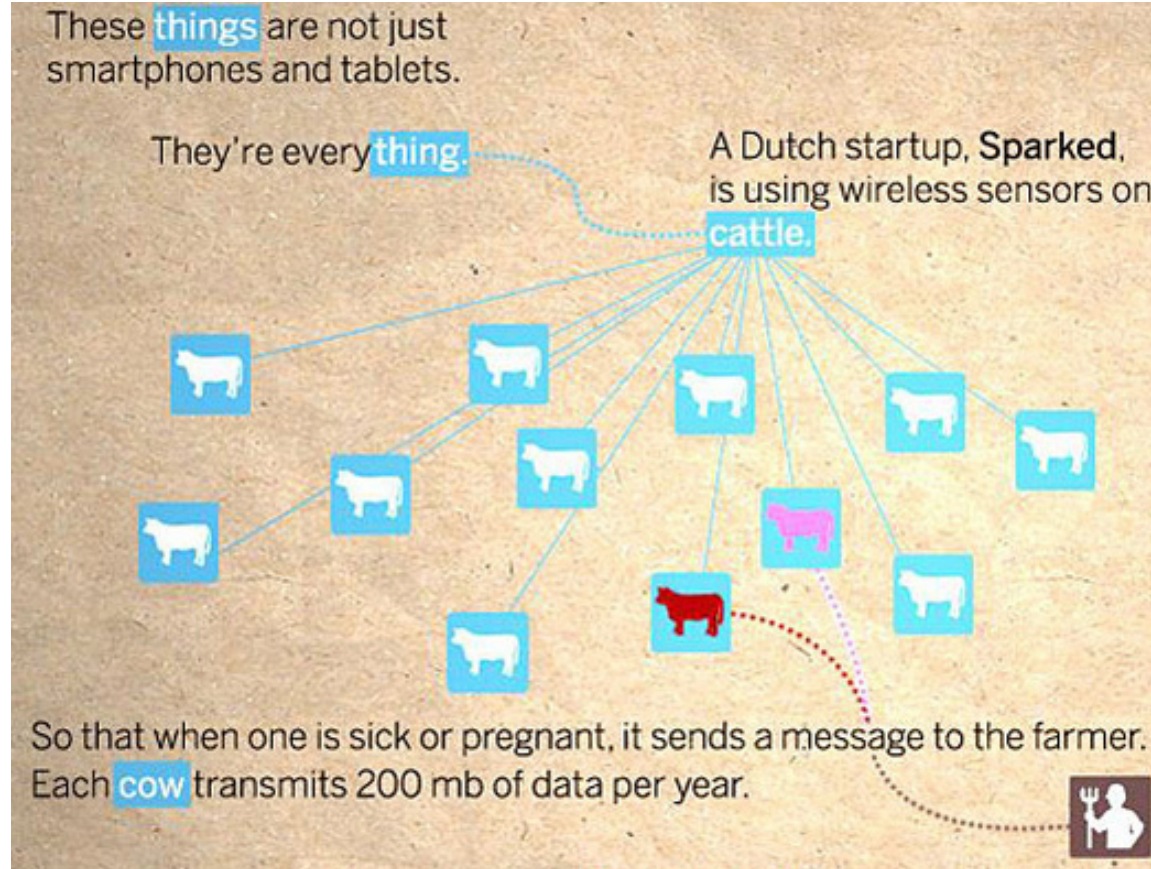 These things are not just
smartphones and tablets.
They're everything.
A Dutch startup, Sparked,
is using wireless sensors on
cattle.
So that when one is sick or pregnant, it sends a message to the farmer.
Each cow transmits 200 mb of data per year.